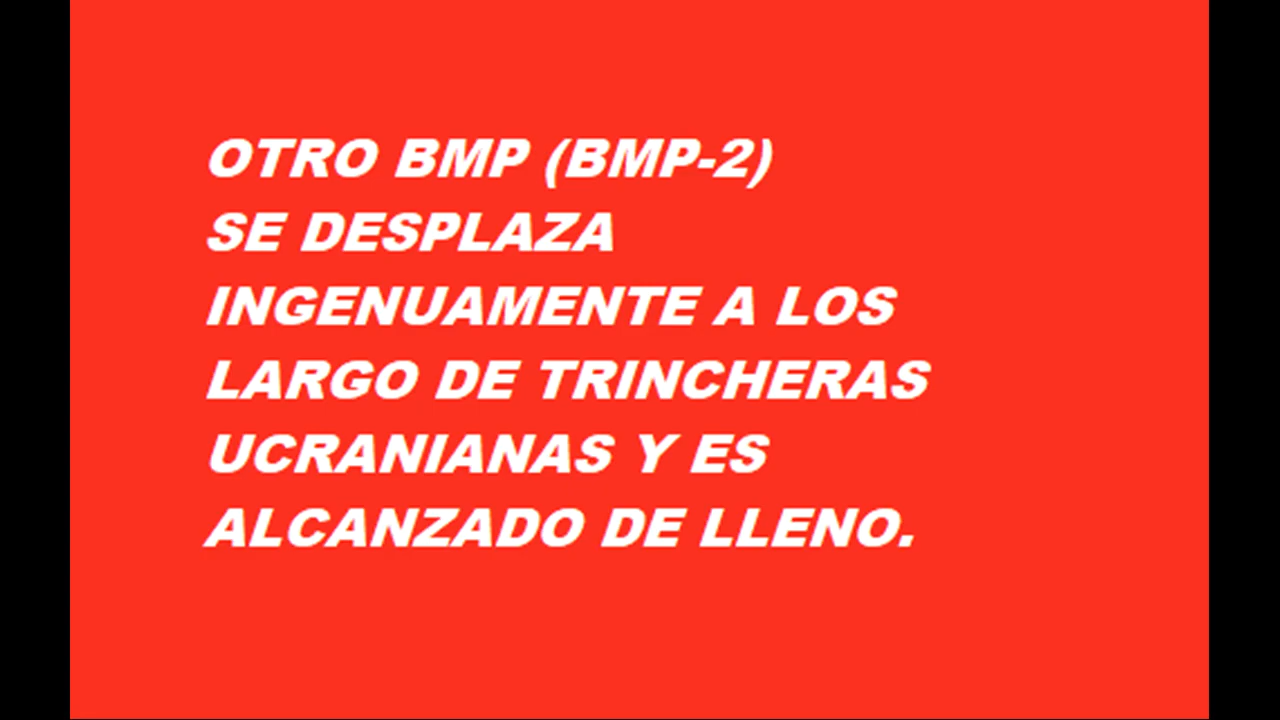 OTRO BMP (BMP-2)
SE DESPLAZA
INGENUAMENTE A LOS
LARGO DE TRINCHERAS
UCRANIANAS Y ES
ALCANZADO DE LLENO.